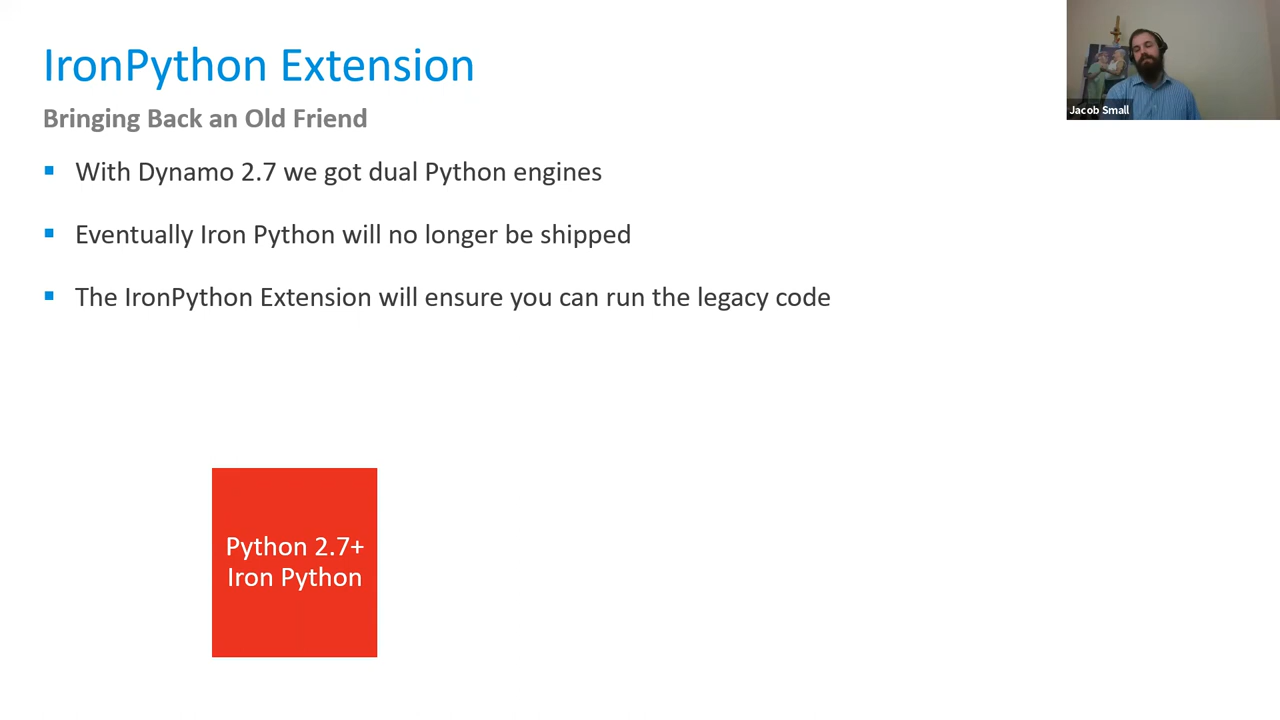 IronPython Extension
Bringing Back an Old Friend
With Dynamo 2.7 we got dual Python engines
Eventually Iron Python will no longer be shipped
The IronPython Extension will ensure you can run the legacy code
Python 2.7+
Iron Python
Jacob Small